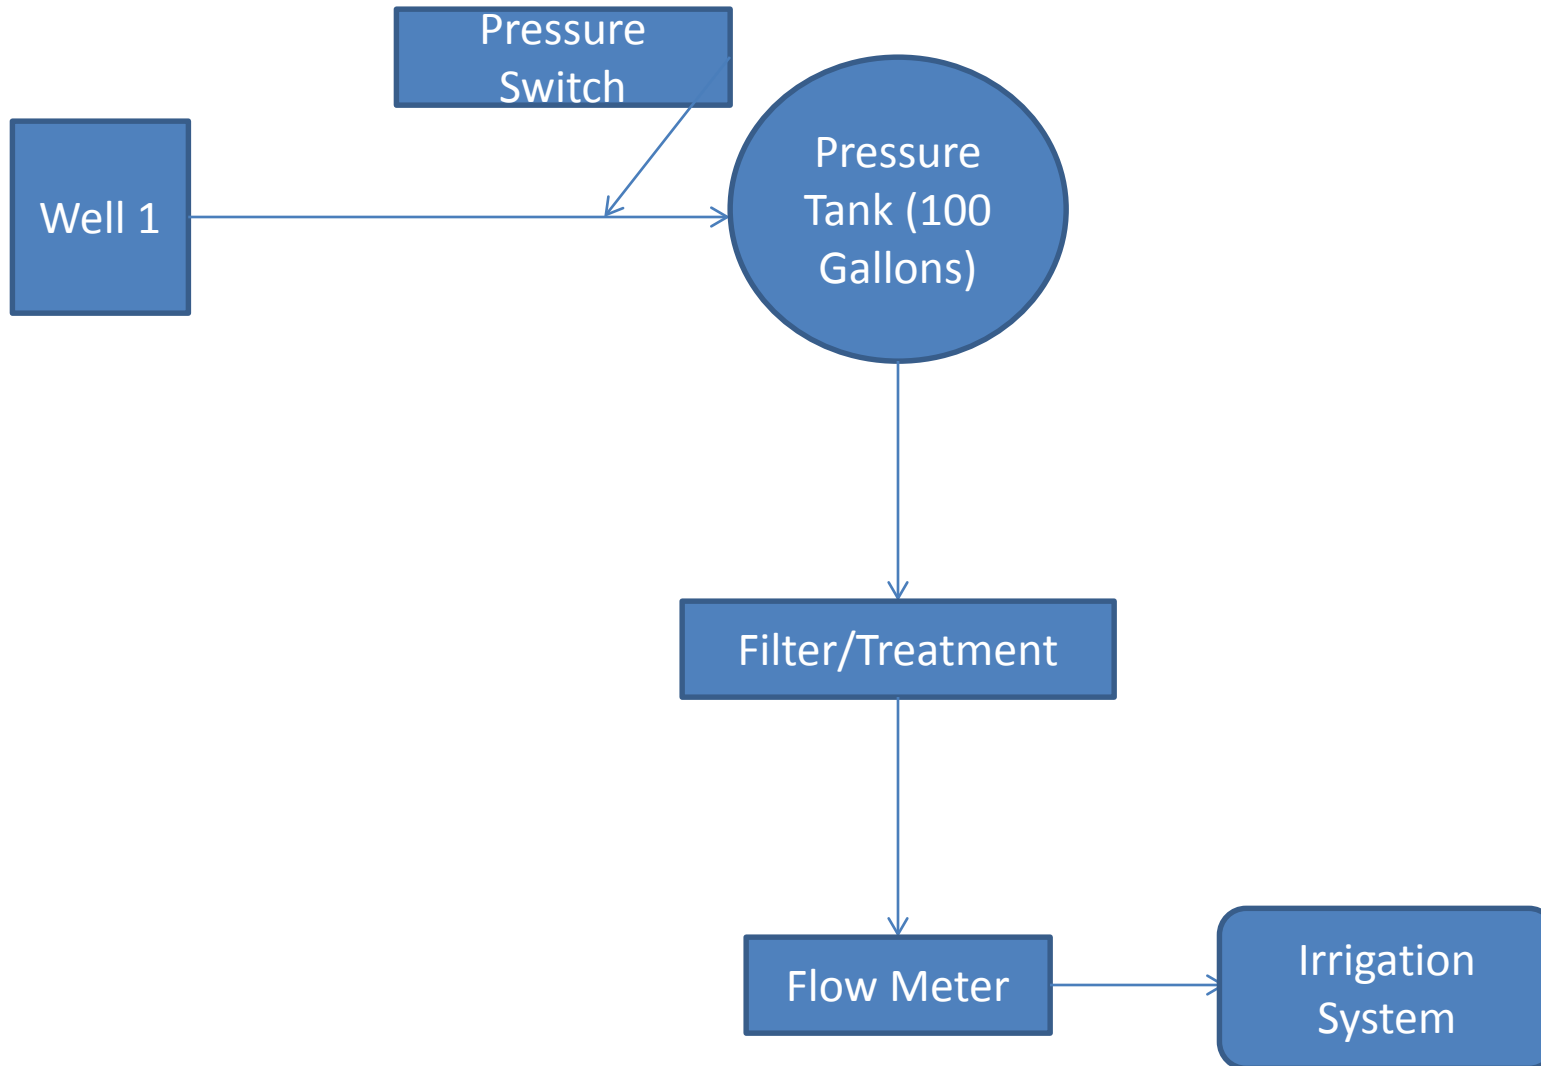 Pressure
Switch
Well 1
Pressure
Tank (100
Gallons)
Filter/Treatment
Flow Meter
Irrigation
System